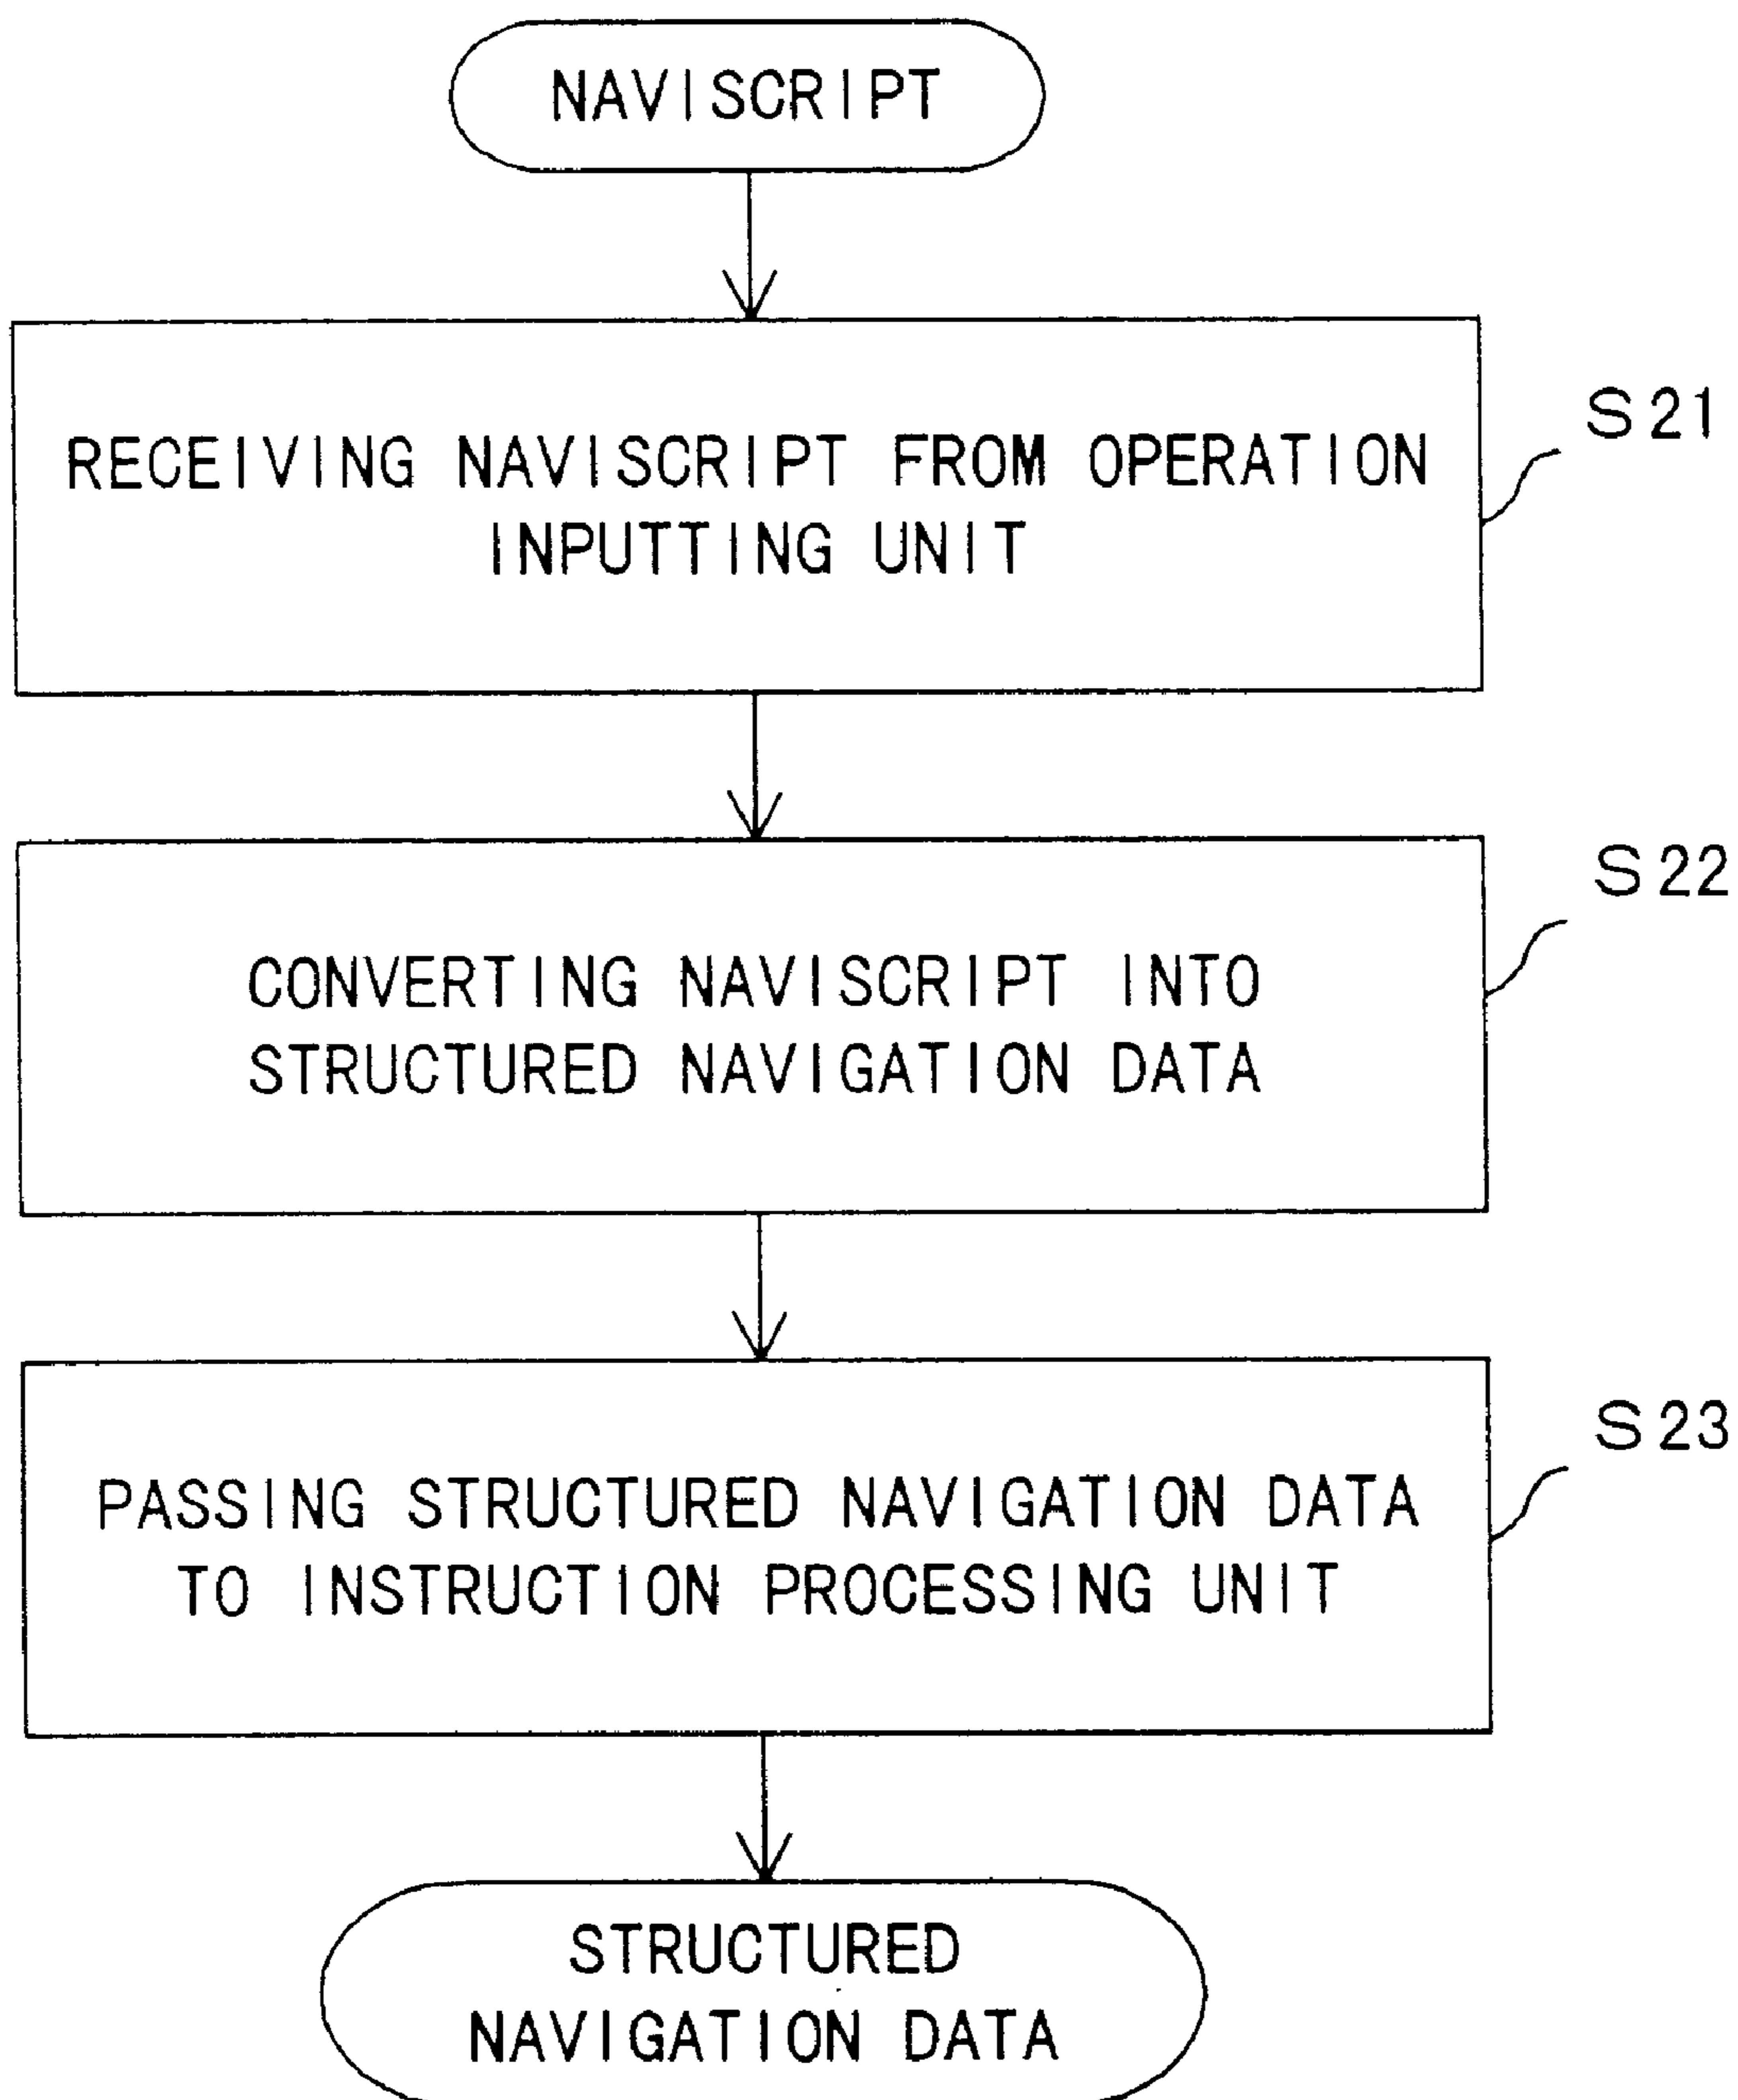 NAVISCRIPT
RECEIVING NAVISCRIPT FROM OPERATION
INPUTTING UNIT
S21
CONVERTING NAVISCRIPT INTO
STRUCTURED NAVIGATION DATA
S22
PASSING STRUCTURED NAVIGATION DATA
TO INSTRUCTION PROCESSING UNIT
S23
STRUCTURED
NAVIGATION DATA